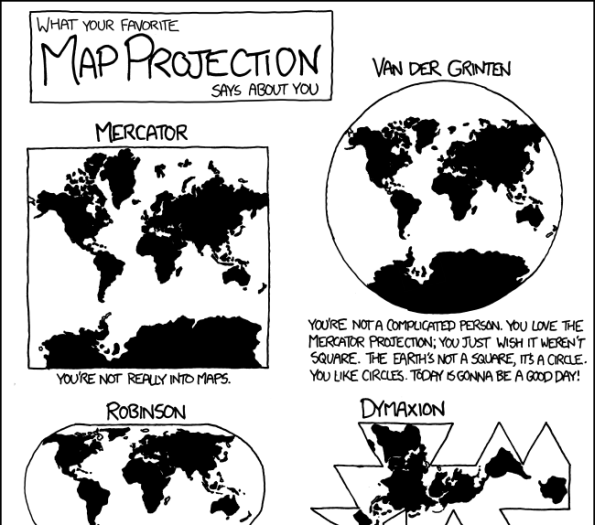 WHAT YOUR FAVORITE
MAP PROJECTION
SAYS ABOUT YOU
MERCATOR
YOU'RE NOT REALLY INTO MAPS.
VAN DER GRINTEN
YOU'RE NOT A COMPLICATED PERSON. YOU LOVE THE
MERCATOR PROJECTION; YOU JUST WISH IT WEREN'T
SQUARE. THE EARTH'S NOT A SQUARE, IT'S A CIRCLE.
YOU LIKE CIRCLES. TODAY IS GONNA BE A GOOD DAY!
ROBINSON
DYMAXION